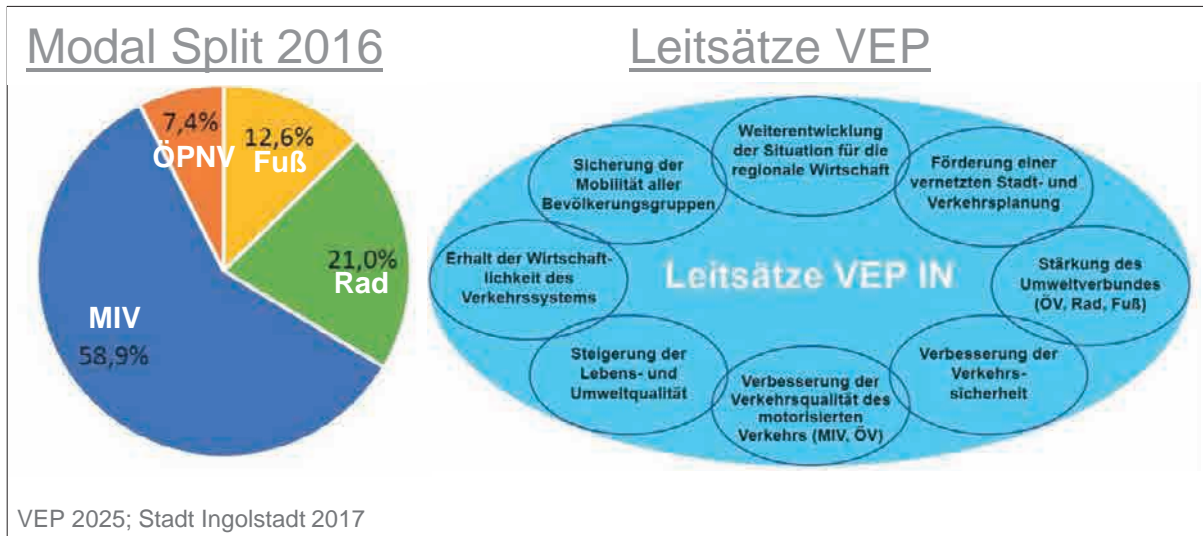 Modal Split 2016
7,4%
ÖPNV
12,6%
Fuß
21,0%
Rad
MIV
58,9%
Leitsätze VEP
Weiterentwicklung
der Situation für die
regionale Wirtschaft
Sicherung der
Mobilität aller
Bevölkerungsgruppen
Förderung einer
vernetzten Stadt- und
Verkehrsplanung
Erhalt der Wirtschaft-
lichkeit des
Verkehrssystems
Leitsätze VEP IN
Stärkung des
Umweltverbundes
(ÖV, Rad, Fuß)
Steigerung der
Lebens- und
Umweltqualität
Verbesserung der
Verkehrsqualität des
motorisierten
Verkehrs (MIV, ÖV)
Verbesserung der
Verkehrs-
sicherheit
VEP 2025; Stadt Ingolstadt 2017